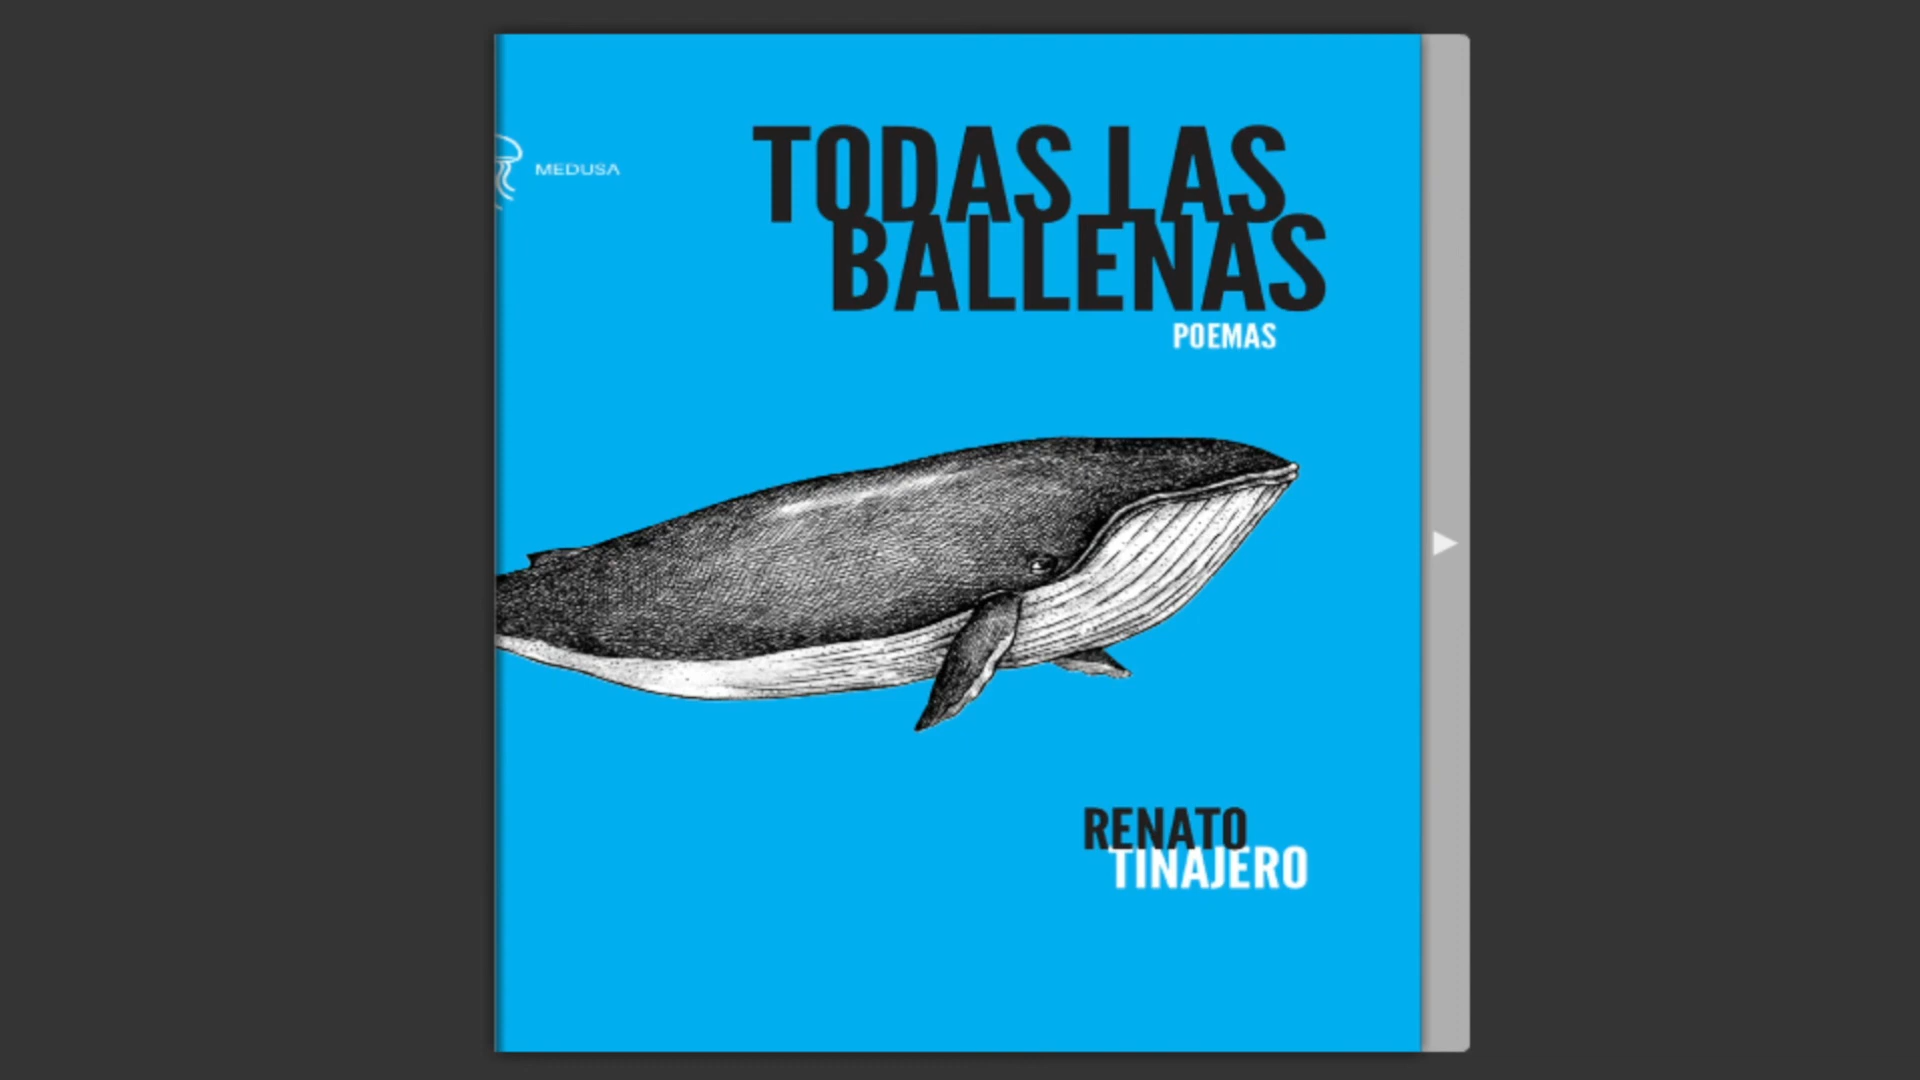 MEDUSA
TODAS LAS
BALLENAS
POEMAS
RENATO
TINAJERO